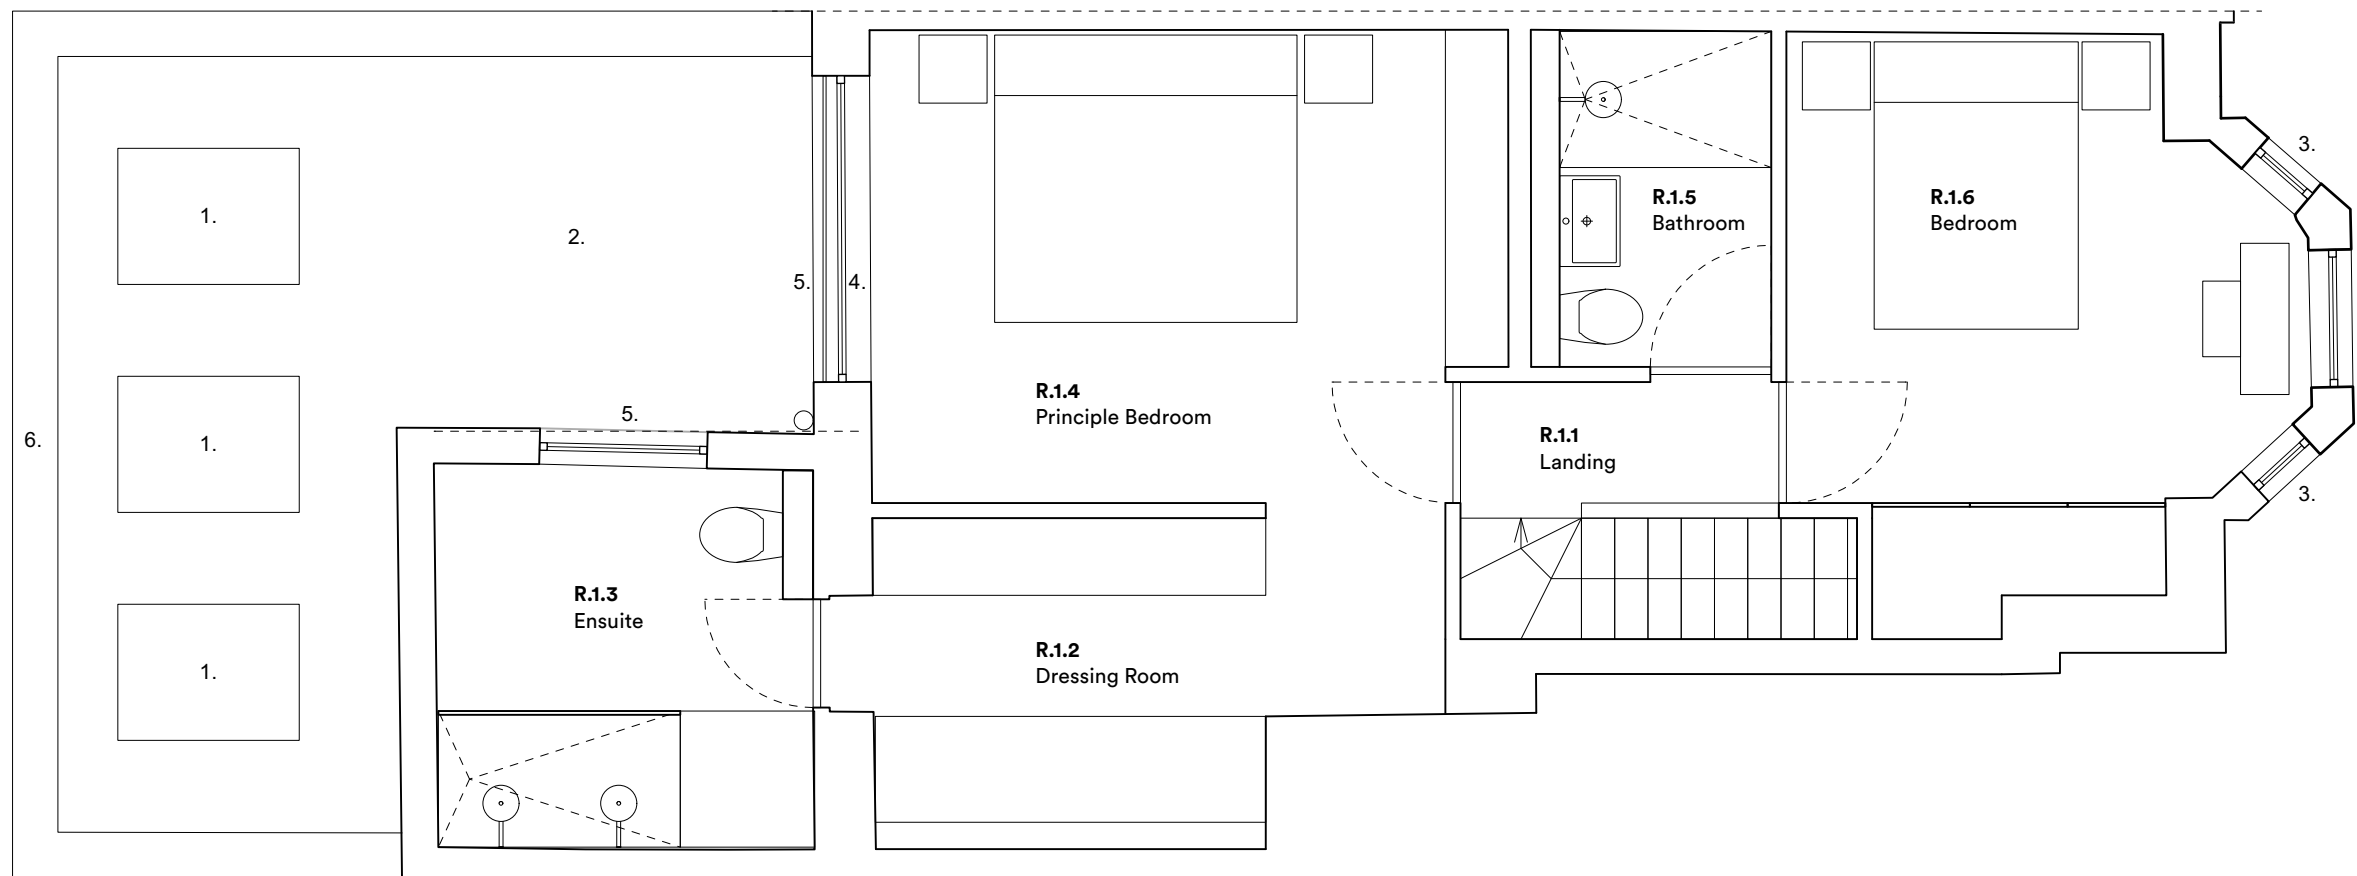 3.
1.
R.1.5
Bathroom
R.1.6
Bedroom
2.
5.
4.
R.1.4
Principle Bedroom
5.
6.
1.
R.1.1
Landing
3.
R.1.3
Ensuite
R.1.2
Dressing Room
1.